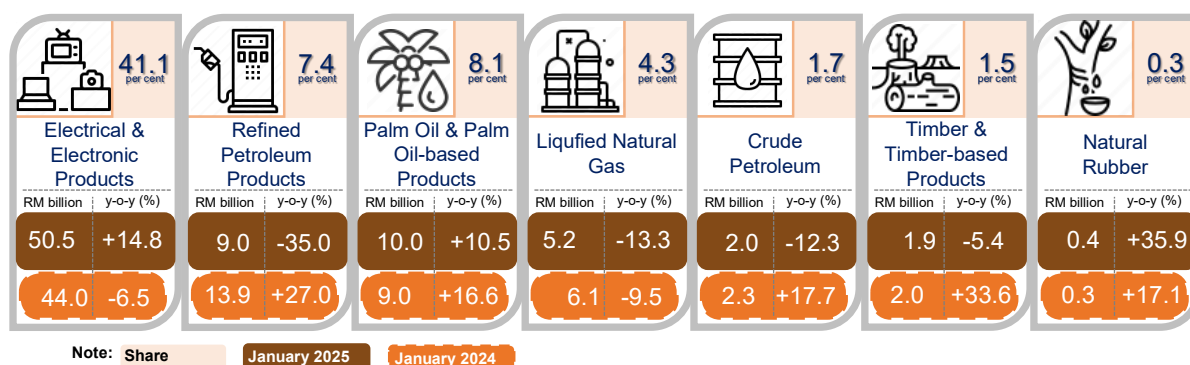 41.1
per cent
Electrical &
Electronic
Products
RM billion y-o-y (%)
50.5 +14.8
44.0 -6.5
7.4
per cent
Refined
Petroleum
Products
RM billion y-o-y (%)
9.0 -35.0
13.9 +27.0
8.1
per cent
Palm Oil & Palm
Oil-based
Products
RM billion y-o-y (%)
10.0 +10.5
9.0 +16.6
4.3
per cent
Liqufied Natural
Gas
RM billion y-o-y (%)
5.2 -13.3
6.1 -9.5
1.7
per cent
Crude
Petroleum
RM billion y-o-y (%)
2.0 -12.3
2.3 +17.7
1.5
per cent
Timber &
Timber-based
Products
RM billion y-o-y (%)
1.9 -5.4
2.0 +33.6
0.3
per cent
Natural
Rubber
RM billion y-o-y (%)
0.4 +35.9
0.3 +17.1
Note: Share January 2025 January 2024